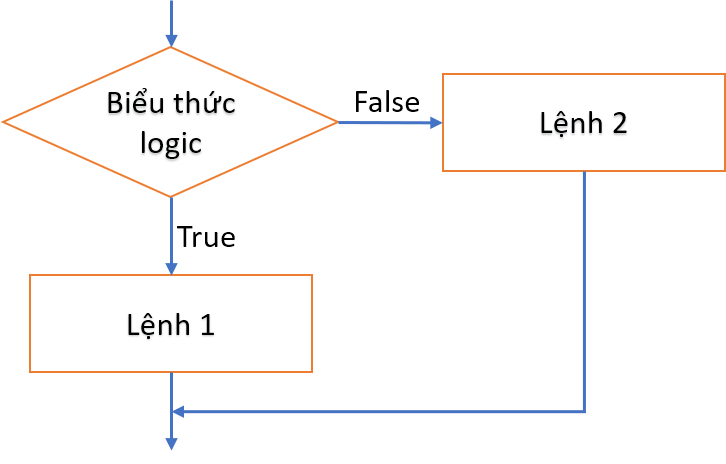 Biểu thức
logic
False
Lệnh 2
True
Lệnh 1